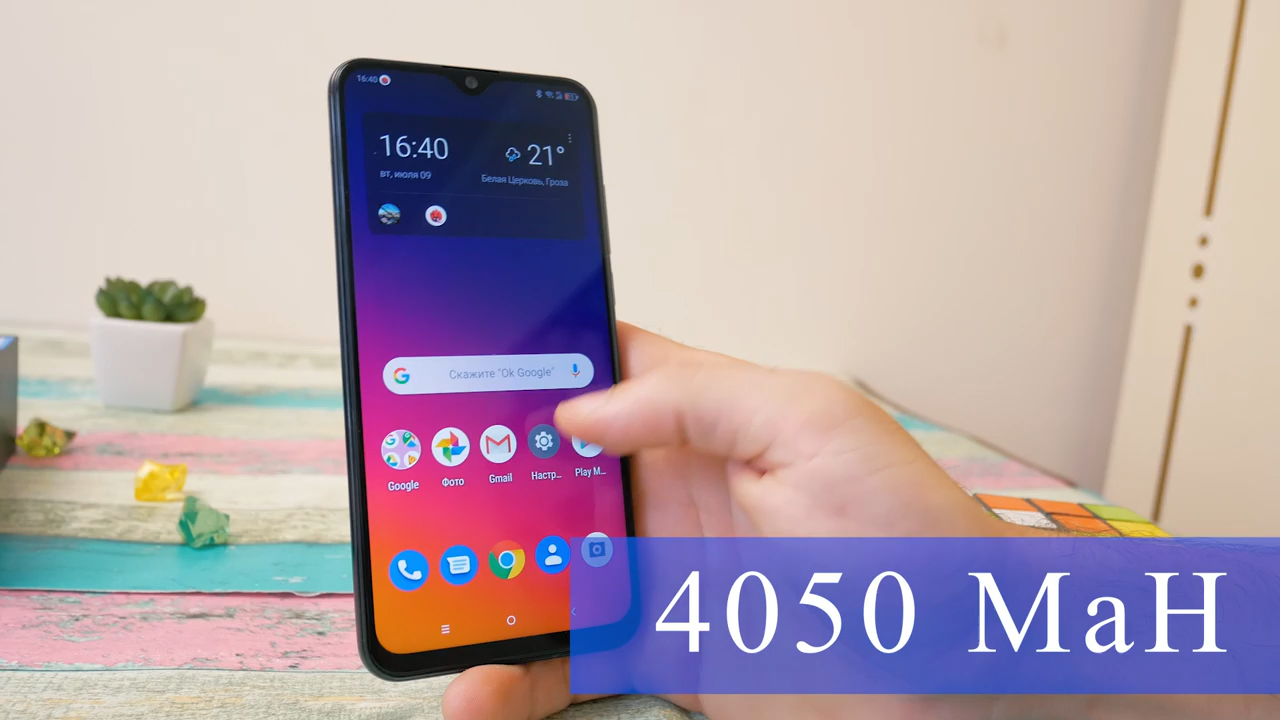 16:40
16:40
21°
вт, июля 09
Белая Церковь, Гроза
Скажите "Ok Google"
Google
Фото
Gmail
Настр...
Play М...
4050 MaH